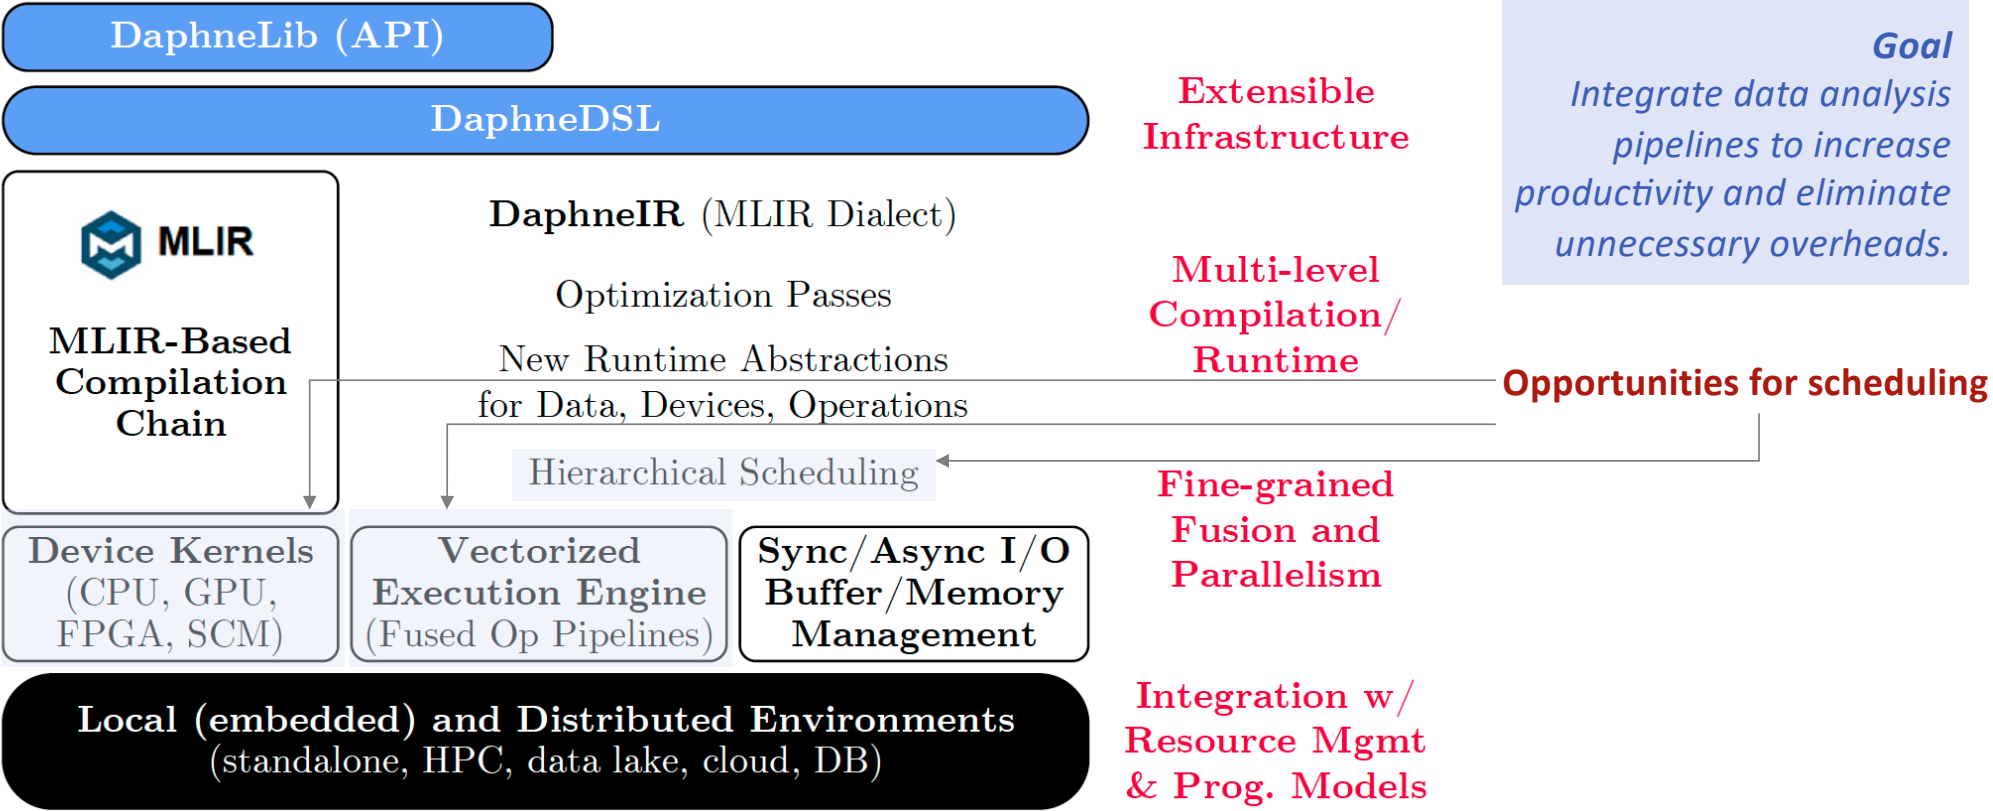 DaphneLib (API)
DaphneDSL
MLIR
MLIR-Based
Compilation
Chain
DaphneIR (MLIR Dialect)
Optimization Passes
New Runtime Abstractions
for Data, Devices, Operations
Hierarchical Scheduling
Device Kernels
(CPU, GPU,
FPGA, SCM)
Vectorized
Execution Engine
(Fused Op Pipelines)
Sync/Async I/O
Buffer/Memory
Management
Local (embedded) and Distributed Environments
(standalone, HPC, data lake, cloud, DB)
Extensible
Infrastructure
Multi-level
Compilation/
Runtime
Fine-grained
Fusion and
Parallelism
Integration w/
Resource Mgmt
& Prog. Models
Goal
Integrate data analysis
pipelines to increase
productivity and eliminate
unnecessary overheads.
Opportunities for scheduling